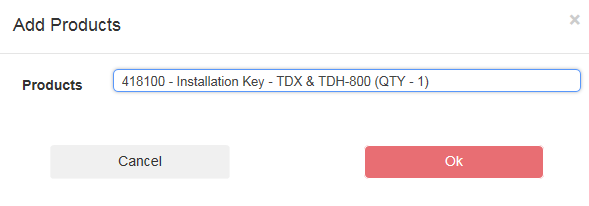 Add Products
×
Products 418100 - Installation Key - TDX & TDH-800 (QTY - 1)
Cancel Ok